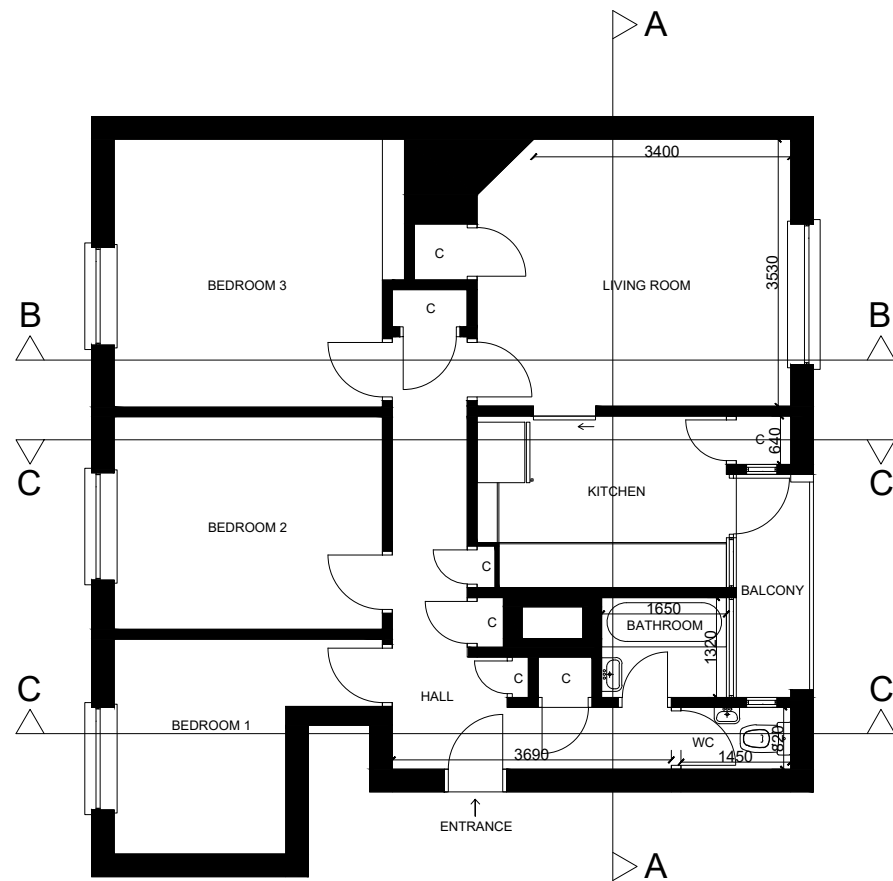 A
3400
BEDROOM 3
C
LIVING ROOM
3530
C
B
B
C
640
C
C
KITCHEN
BEDROOM 2
C
BALCONY
1650
BATHROOM
C
1320
C
C
HALL
C
C
BEDROOM 1
WC
820
3690
1450
ENTRANCE
A